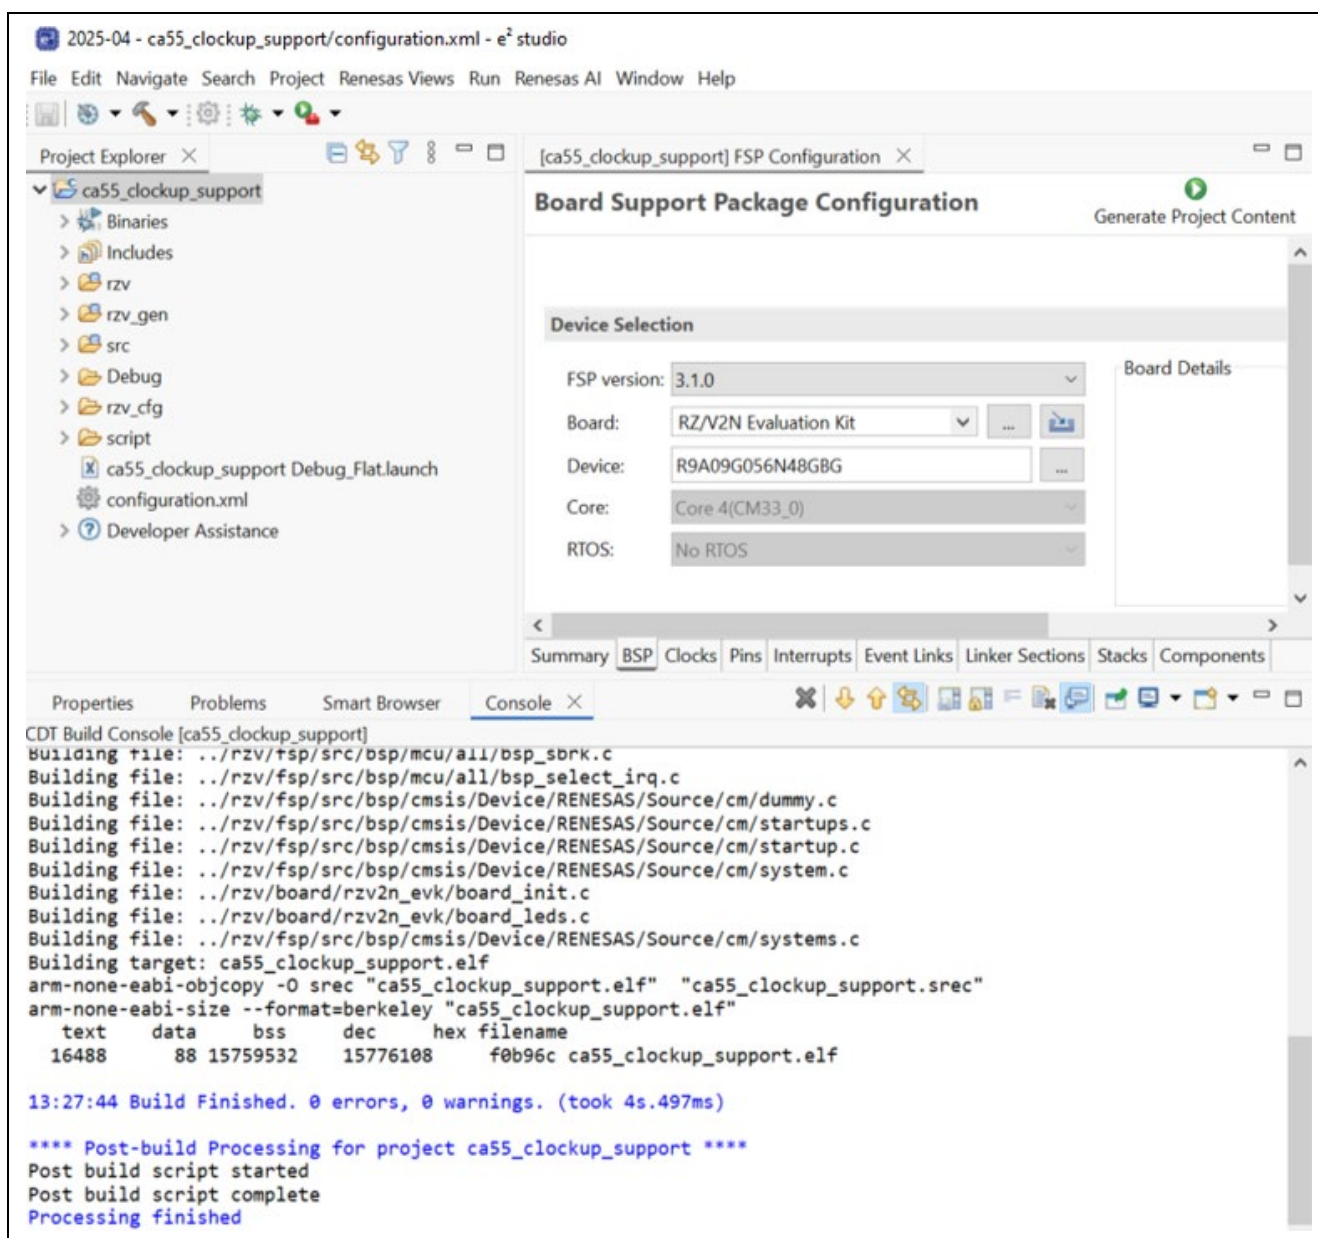 2025-04 - ca55_clockup_support/configuration.xml - e² studio
File Edit Navigate Search Project Renesas Views Run Renesas AI Window Help
Project Explorer
ca55_clockup_support
Binaries
Includes
rzv
rzv_gen
src
Debug
rzv_cfg
script
ca55_clockup_support Debug_Flat.launch
configuration.xml
Developer Assistance
[ca55_clockup_support] FSP Configuration
Board Support Package Configuration
Generate Project Content
Device Selection
FSP version: 3.1.0
Board: RZ/V2N Evaluation Kit ...
Device: R9A09G056N48GBG ...
Core: Core 4(CM33_0)
RTOS: No RTOS
Board Details
Summary BSP Clocks Pins Interrupts Event Links Linker Sections Stacks Components
Properties Problems Smart Browser Console
CDT Build Console [ca55_clockup_support]
Building file: ../rzv/fsp/src/bsp/mcu/all/bsp_sbrk.c
Building file: ../rzv/fsp/src/bsp/mcu/all/bsp_select_irq.c
Building file: ../rzv/fsp/src/bsp/cmsis/Device/RENESAS/Source/cm/dummy.c
Building file: ../rzv/fsp/src/bsp/cmsis/Device/RENESAS/Source/cm/startups.c
Building file: ../rzv/fsp/src/bsp/cmsis/Device/RENESAS/Source/cm/startup.c
Building file: ../rzv/fsp/src/bsp/cmsis/Device/RENESAS/Source/cm/system.c
Building file: ../rzv/board/rzv2n_evk/board_init.c
Building file: ../rzv/board/rzv2n_evk/board_leds.c
Building file: ../rzv/fsp/src/bsp/cmsis/Device/RENESAS/Source/cm/systems.c
Building target: ca55_clockup_support.elf
arm-none-eabi-objcopy -O srec "ca55_clockup_support.elf" "ca55_clockup_support.srec"
arm-none-eabi-size --format=berkeley "ca55_clockup_support.elf"
text data bss dec hex filename
16488 88 15759532 15776108 f0b96c ca55_clockup_support.elf
13:27:44 Build Finished. 0 errors, 0 warnings. (took 4s.497ms)
**** Post-build Processing for project ca55_clockup_support ****
Post build script started
Post build script complete
Processing finished